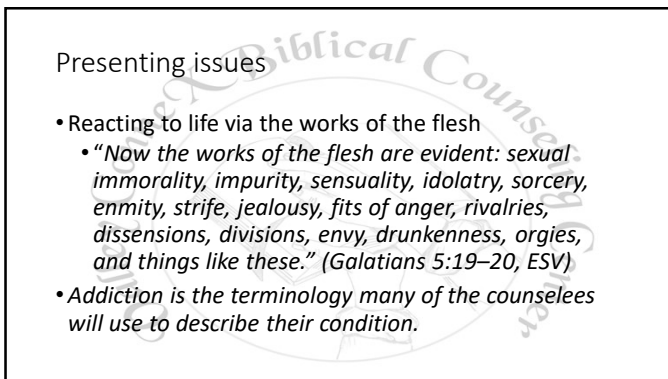 Presenting issues
• Reacting to life via the works of the flesh
• “Now the works of the flesh are evident: sexual
immorality, impurity, sensuality, idolatry, sorcery,
enmity, strife, jealousy, fits of anger, rivalries,
dissensions, divisions, envy, drunkenness, orgies,
and things like these.” (Galatians 5:19–20, ESV)
• Addiction is the terminology many of the counselees
will use to describe their condition.
Biblical Counseling Center